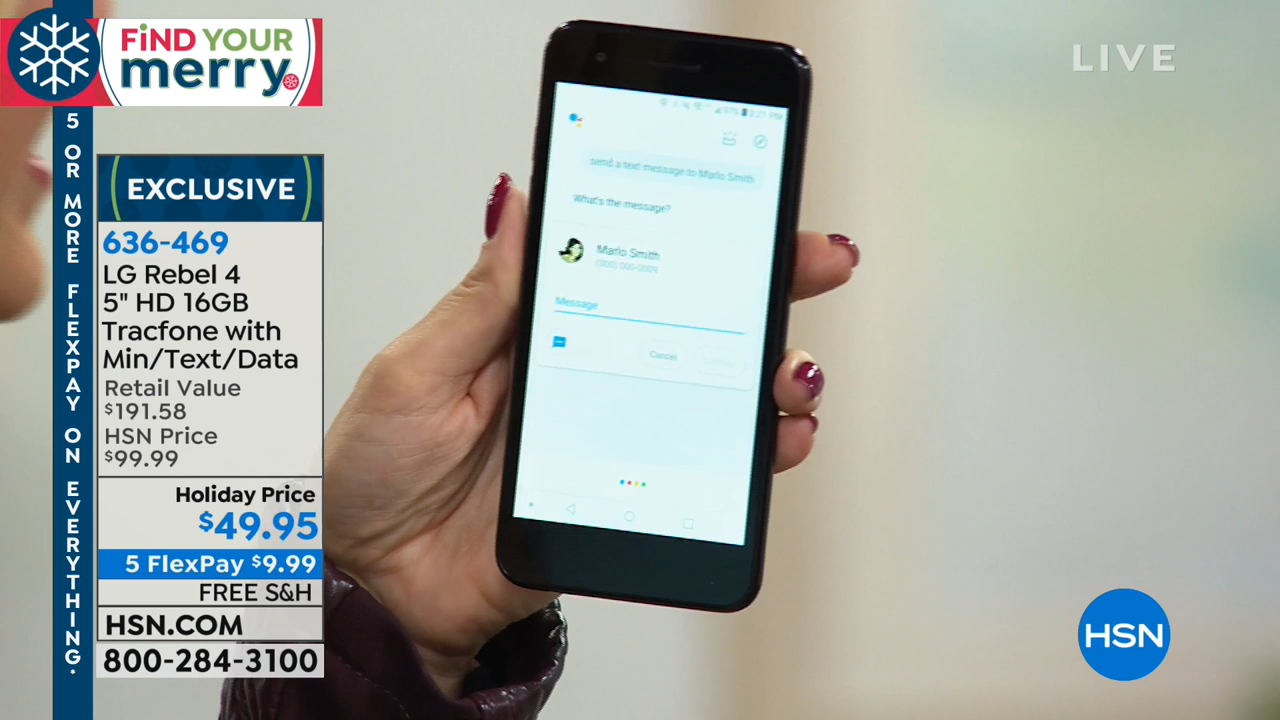 FiND YOUR
merry.
LIVE
5 OR MORE FLEXPAY ON EVERYTHING.
EXCLUSIVE
636-469
LG Rebel 4
5" HD 16GB
Tracfone with
Min/Text/Data
Retail Value
$191.58
HSN Price
$99.99
Holiday Price
$49.95
5 FlexPay $9.99
FREE S&H
HSN.COM
800-284-3100
send a text message to Marlo Smith
What's the message?
Marlo Smith
Message
Cancel
HSN